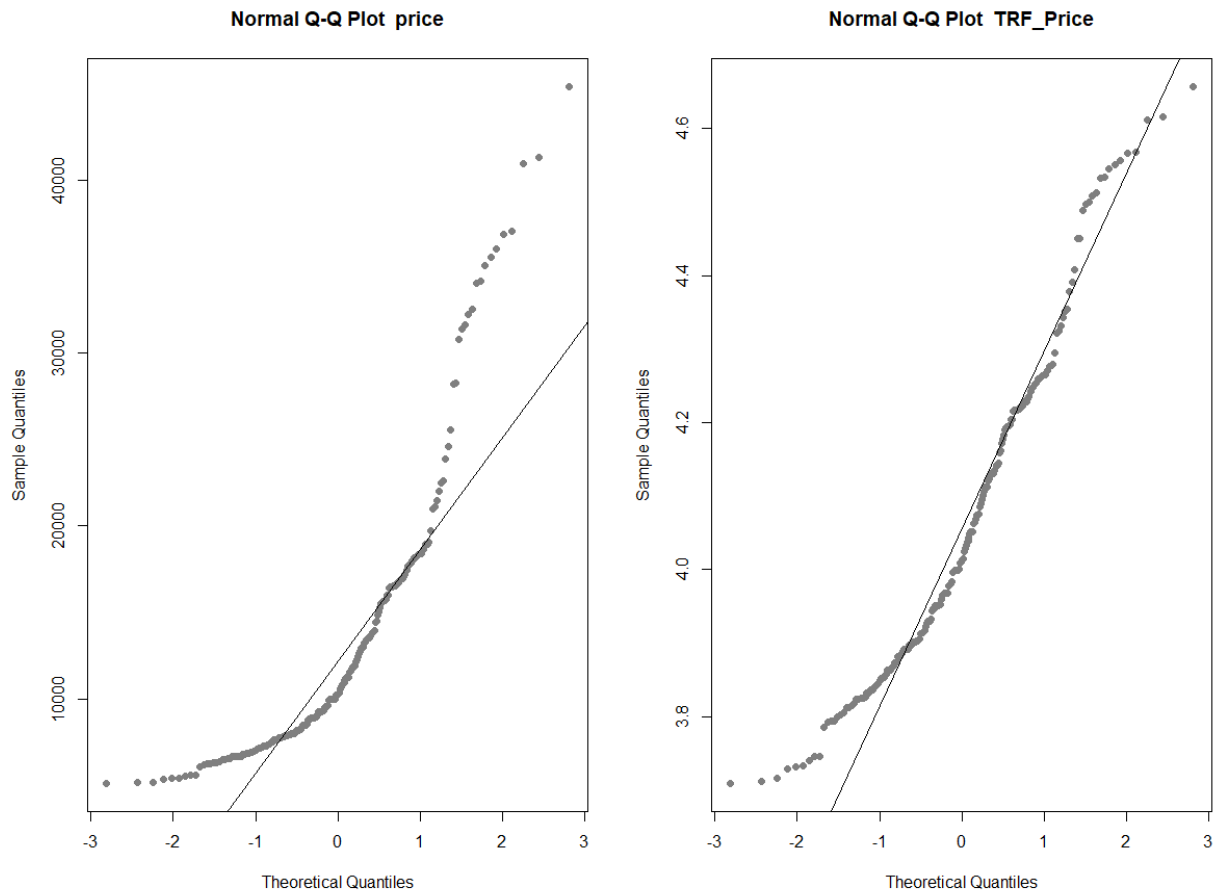 Normal Q-Q Plot price
Sample Quantiles
40000
30000
20000
10000
-3 -2 -1 0 1 2 3
Theoretical Quantiles
Normal Q-Q Plot TRF_Price
Sample Quantiles
4.6
4.4
4.2
4.0
3.8
-3 -2 -1 0 1 2 3
Theoretical Quantiles